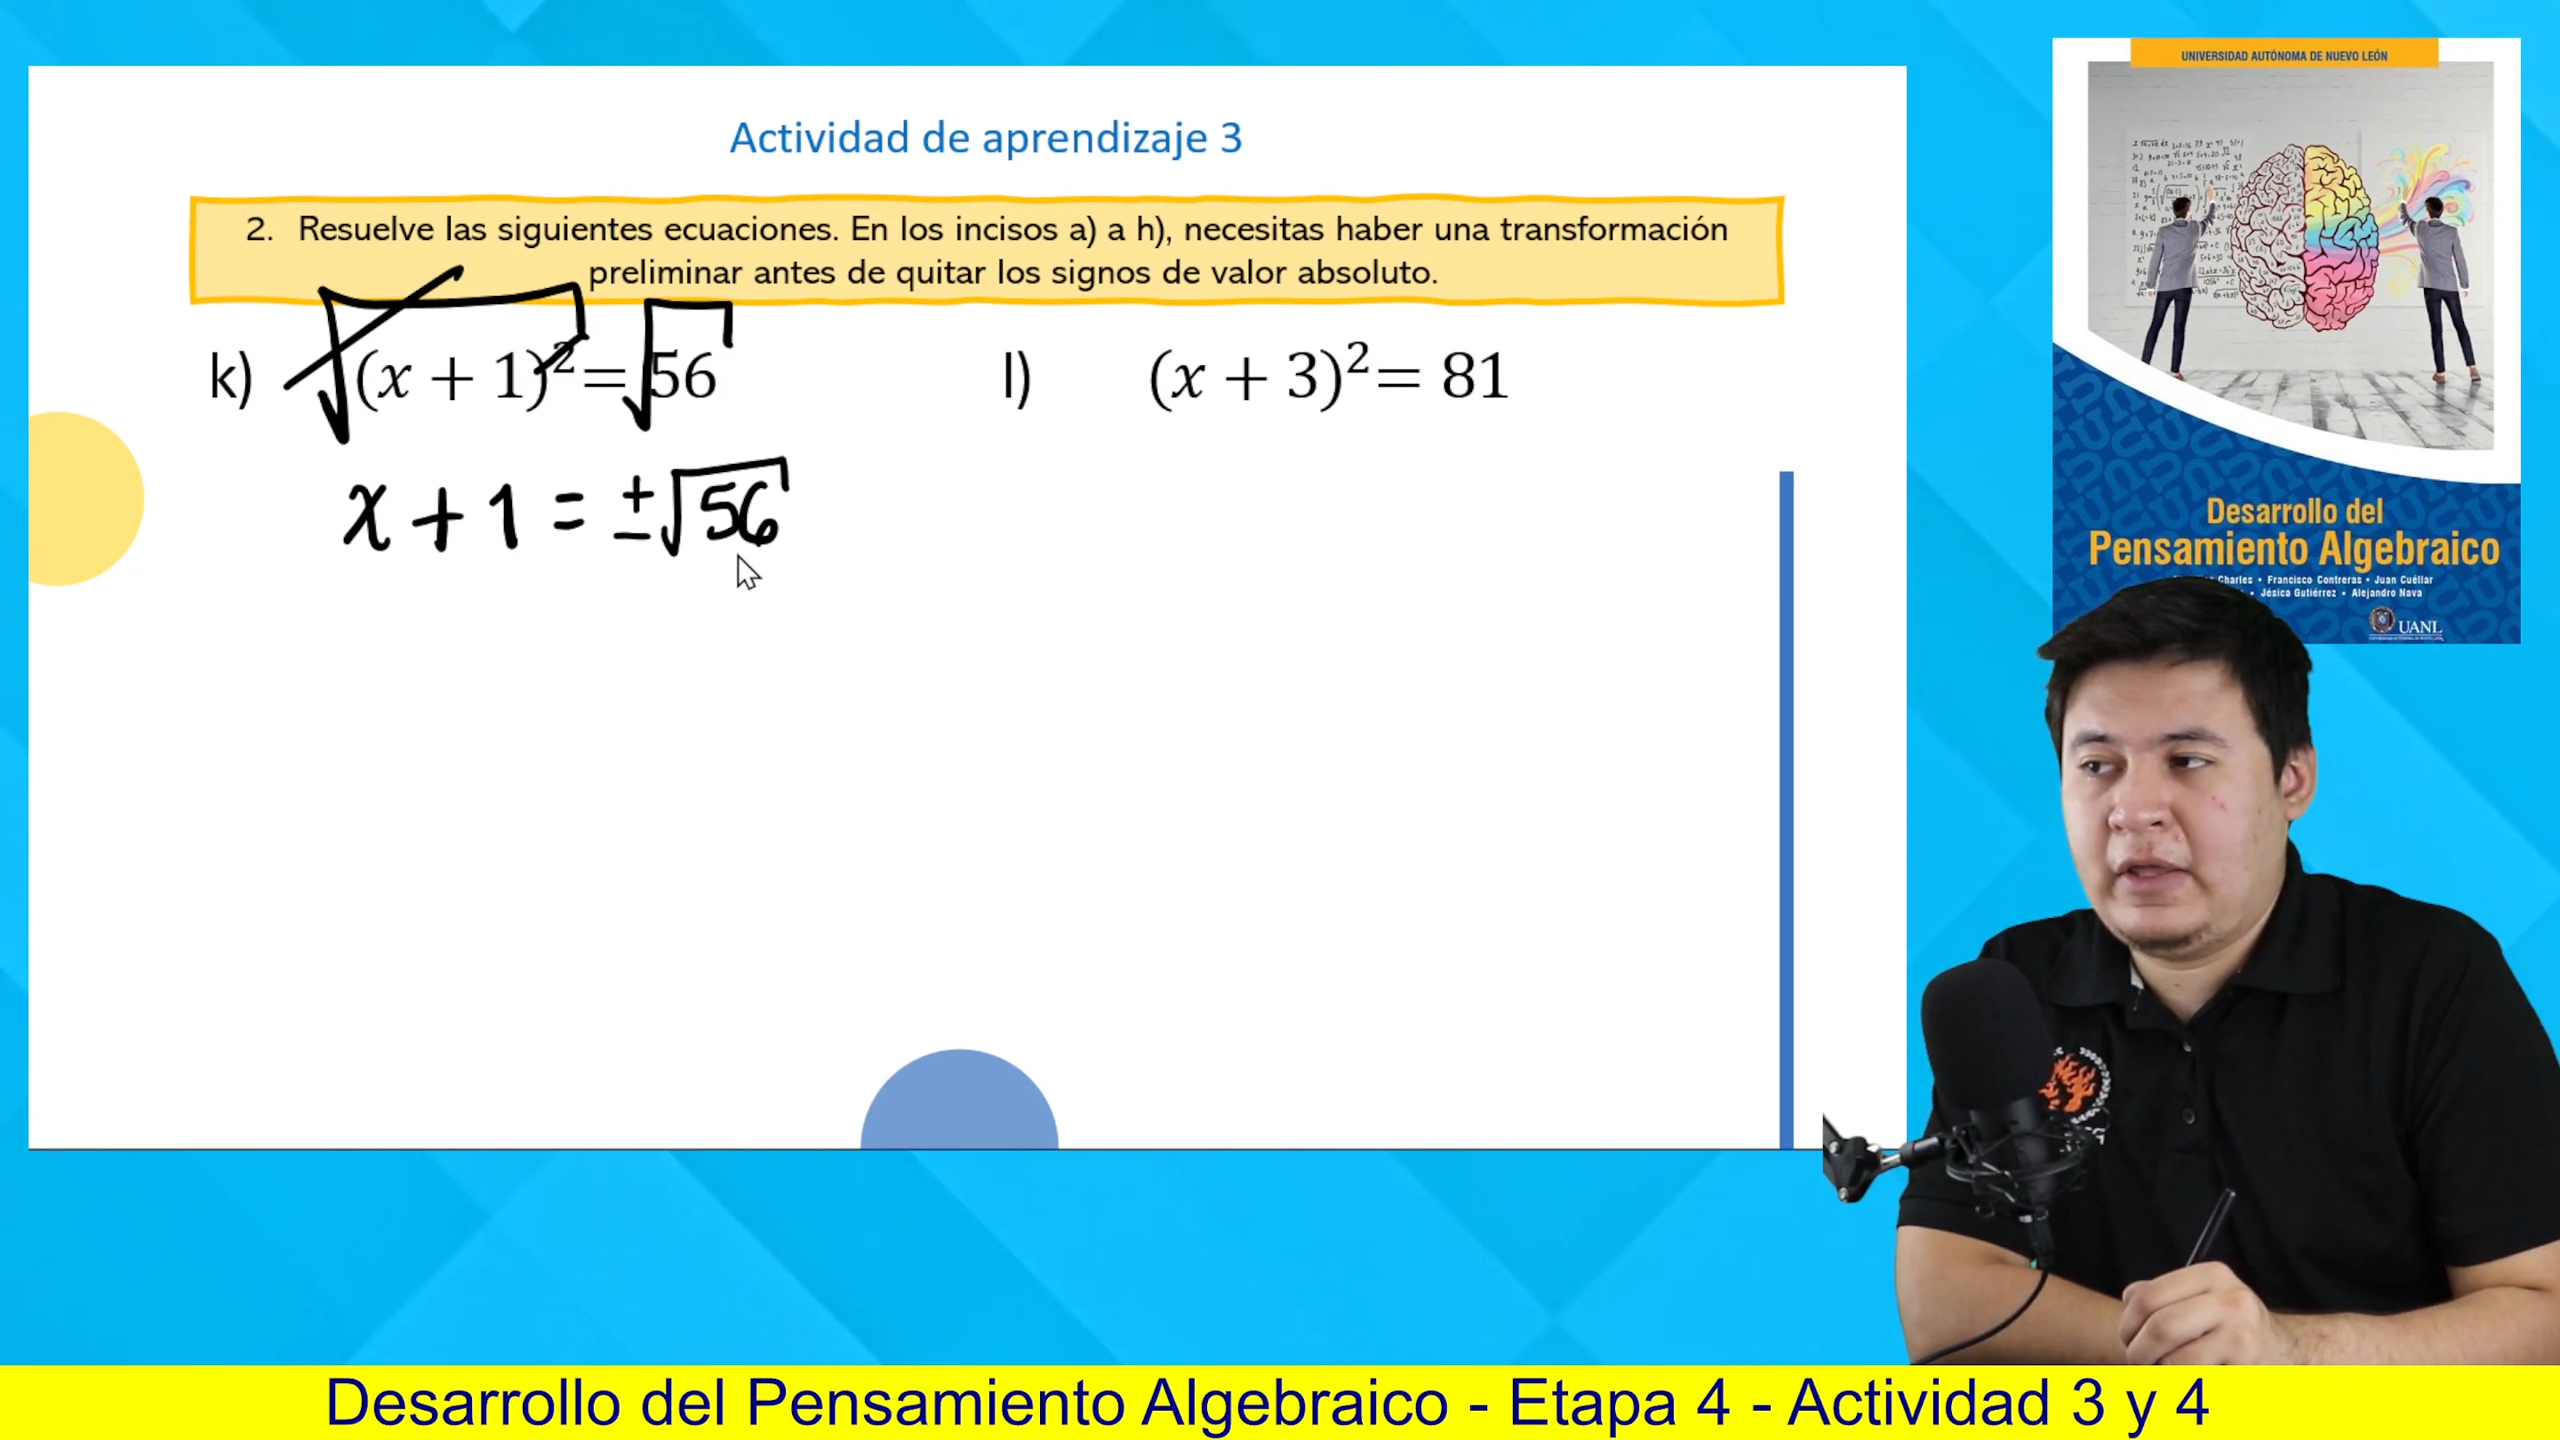 Actividad de aprendizaje 3
2. Resuelve las siguientes ecuaciones. En los incisos a) a h), necesitas haber una transformación
preliminar antes de quitar los signos de valor absoluto.
k) √(x + 1)² = √56
x + 1 = ±√56
l) (x + 3)² = 81
UNIVERSIDAD AUTÓNOMA DE NUEVO LEÓN
Desarrollo del
Pensamiento Algebraico
Charles • Francisco Contreras • Juan Cuéllar
• Jésica Gutiérrez • Alejandro Nava
UANL
Desarrollo del Pensamiento Algebraico - Etapa 4 - Actividad 3 y 4